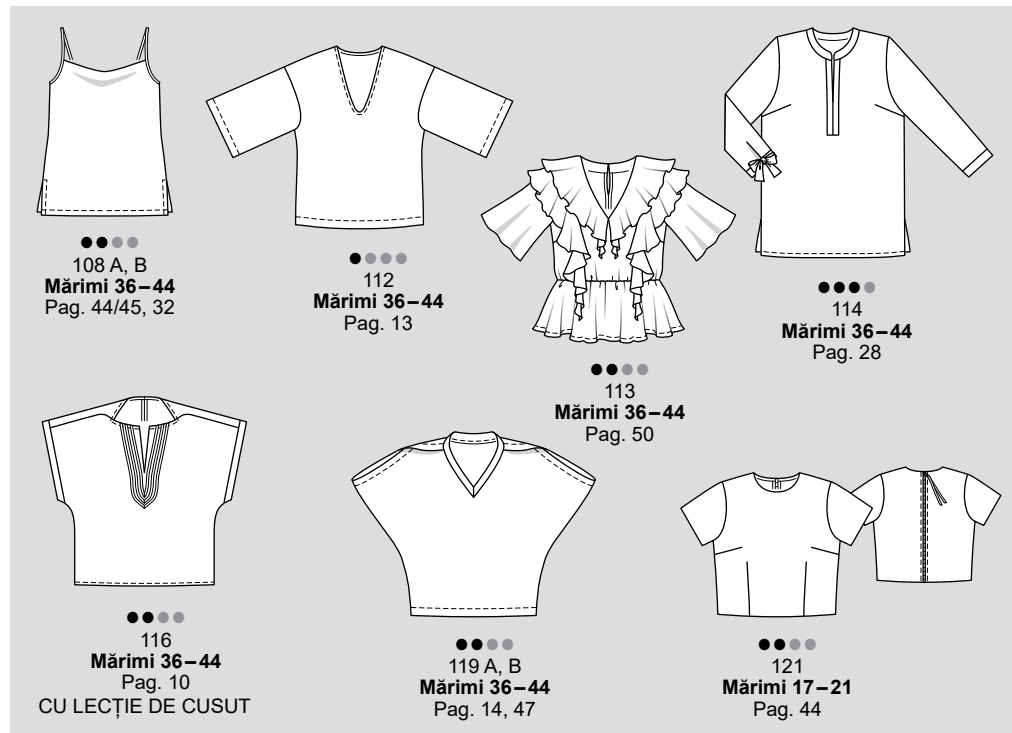 108 A, B
Mărimi 36–44
Pag. 44/45, 32
112
Mărimi 36–44
Pag. 13
113
Mărimi 36–44
Pag. 50
114
Mărimi 36–44
Pag. 28
116
Mărimi 36–44
Pag. 10
CU LECȚIE DE CUSUT
119 A, B
Mărimi 36–44
Pag. 14, 47
121
Mărimi 17–21
Pag. 44